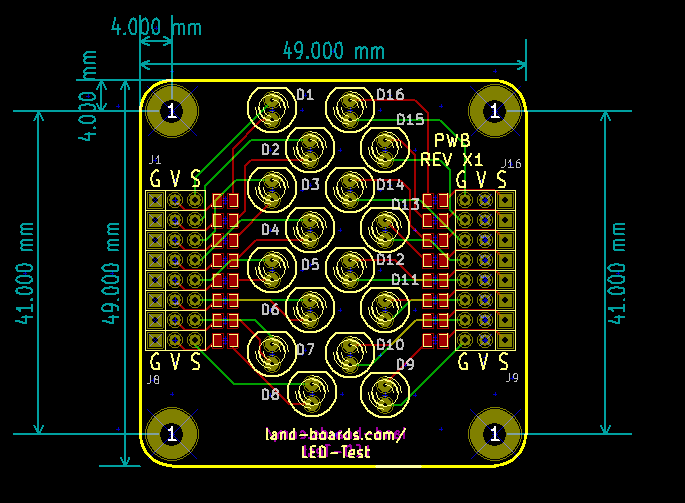 4.000 mm
49.000 mm
4.000 mm
1
1
D1
D16
D15
PWB
REV X1
D2
J1
J16
G V S
G V S
D3
D14
D13
D4
41.000 mm
49.000 mm
41.000 mm
D5
D12
D11
D6
D7
D10
D9
G V S
G V S
J8
J9
D8
1
1
land-boards.com/
LED-Test